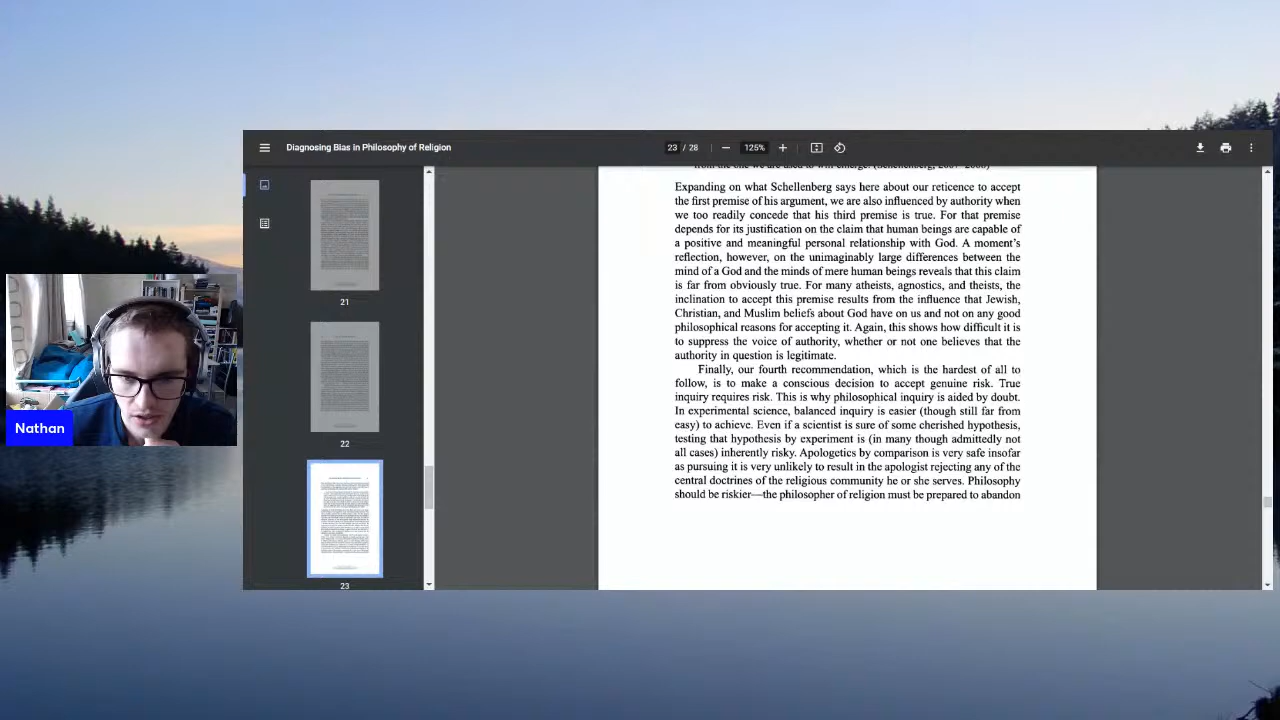 Diagnosing Bias in Philosophy of Religion
23 / 28
125%
Expanding on what Schellenberg says here about our reticence to accept
the first premise of his argument, we are also influenced by authority when
we too readily concede that his third premise is true. For that premise
depends for its justification on the claim that human beings are capable of
a positive and meaningful personal relationship with God. A moment's
reflection, however, on the unimaginably large differences between the
mind of a God and the minds of mere human beings reveals that this claim
is far from obviously true. For many atheists, agnostics, and theists, the
inclination to accept this premise results from the influence that Jewish,
Christian, and Muslim beliefs about God have on us and not on any good
philosophical reasons for accepting it. Again, this shows how difficult it is
to suppress the voice of authority, whether or not one believes that the
authority in question is legitimate.
Finally, our fourth recommendation, which is the hardest of all to
follow, is to make a conscious decision to accept genuine risk. True
inquiry requires risk. This is why philosophical inquiry is aided by doubt.
In experimental science, balanced inquiry is easier (though still far from
easy) to achieve. Even if a scientist is sure of some cherished hypothesis,
testing that hypothesis by experiment is (in many though admittedly not
all cases) inherently risky. Apologetics by comparison is very safe insofar
as pursuing it is very unlikely to result in the apologist rejecting any of the
central doctrines of the religious community he or she serves. Philosophy
should be riskier—the philosopher of religion must be prepared to abandon
21
22
23
Nathan